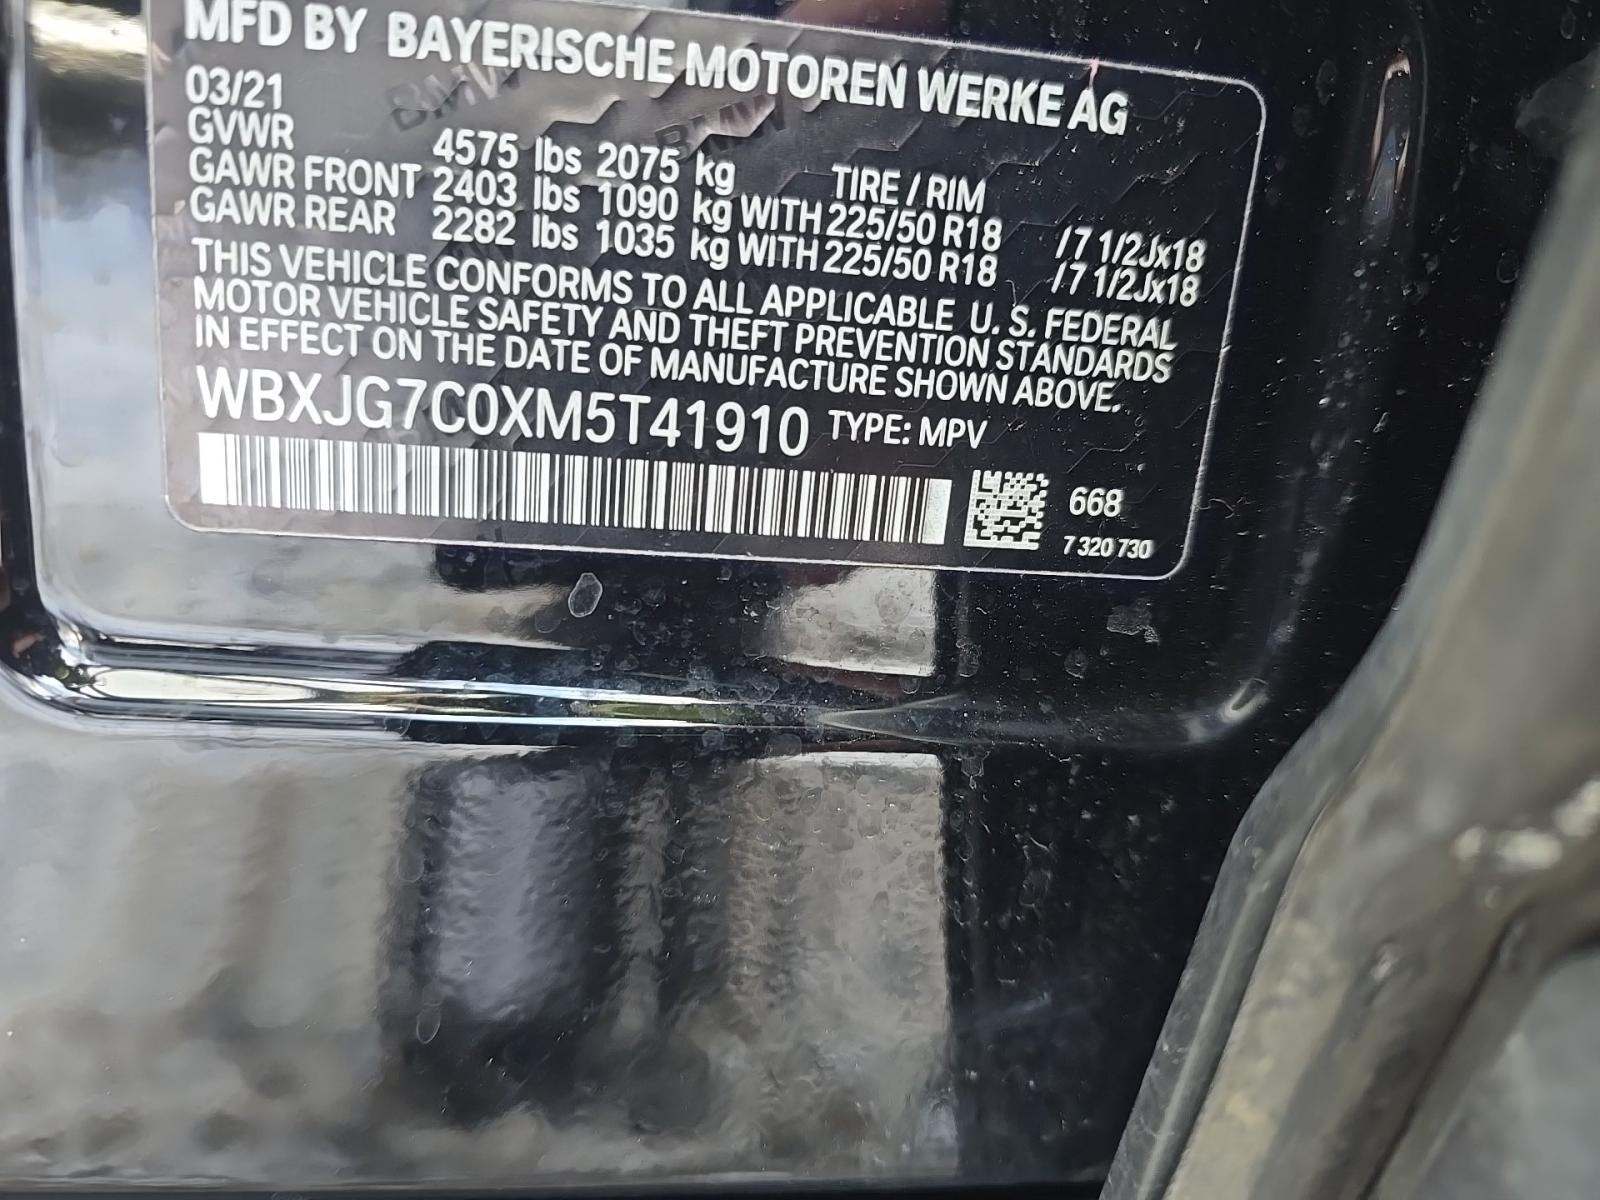 MFD BY BAYERISCHE MOTOREN WERKE AG
03/21
GVWR 4575 lbs 2075 kg TIRE / RIM
GAWR FRONT 2403 lbs 1090 kg WITH 225/50 R18 /7 1/2Jx18
GAWR REAR 2282 lbs 1035 kg WITH 225/50 R18 /7 1/2Jx18
THIS VEHICLE CONFORMS TO ALL APPLICABLE U. S. FEDERAL
MOTOR VEHICLE SAFETY AND THEFT PREVENTION STANDARDS
IN EFFECT ON THE DATE OF MANUFACTURE SHOWN ABOVE.
WBXJG7C0XM5T41910 TYPE: MPV
668
7 320 730